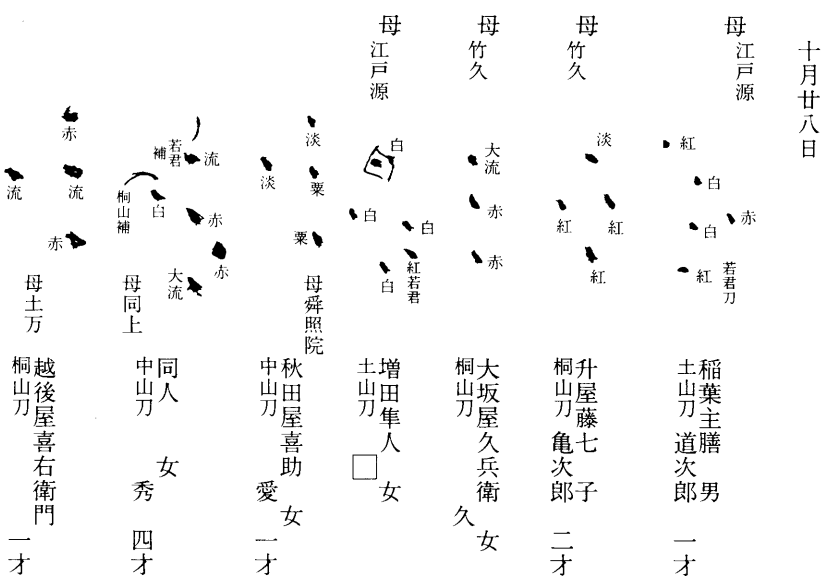 十月廿八日
母 江戸源
紅
白
赤
白
紅
若君刀
稲葉主膳 男
土山刀 道次郎 一才
母 竹久
淡
紅
紅
紅
升屋藤七 子
桐山刀 亀次郎 二才
母 竹久
大流
赤
赤
大坂屋久兵衛 女
桐山刀 久
母 江戸源
白
白
白
紅若君
白
増田隼人 女
土山刀 □
淡
淡
粟
粟
母舜照院
秋田屋喜助 女
中山刀 愛 一才
若君補
流
桐山補
白
赤
赤
大流
母同上
同人 女
中山刀 秀 四才
赤
流
流
赤
母土万
越後屋喜右衛門
桐山刀 一才